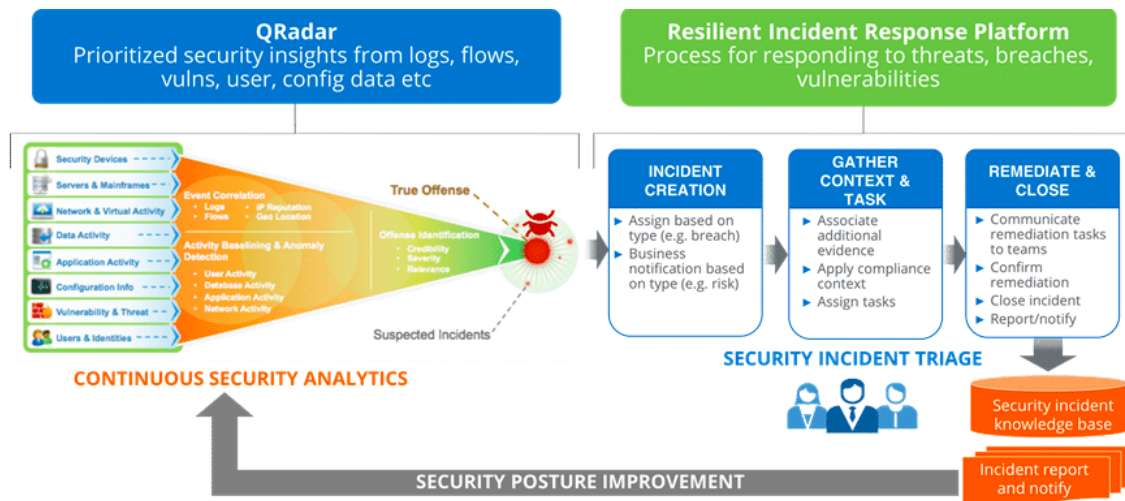 QRadar
Prioritized security insights from logs, flows,
vulns, user, config data etc
Resilient Incident Response Platform
Process for responding to threats, breaches,
vulnerabilities
Security Devices
Servers & Mainframes
Network & Virtual Activity
Data Activity
Application Activity
Configuration Info
Vulnerability & Threat
Users & Identities
Event Correlation
Logs
IP Reputation
Flows
Geo Location
Activity Baselining & Anomaly
Detection
User Activity
Database Activity
Application Activity
Network Activity
Offense Identification
Credibility
Severity
Relevance
True Offense
Suspected Incidents
CONTINUOUS SECURITY ANALYTICS
INCIDENT
CREATION
Assign based on
type (e.g. breach)
Business
notification based
on type (e.g. risk)
GATHER
CONTEXT &
TASK
Associate
additional
evidence
Apply compliance
context
Assign tasks
REMEDIATE &
CLOSE
Communicate
remediation tasks
to teams
Confirm
remediation
Close incident
Report/notify
SECURITY INCIDENT TRIAGE
Security incident
knowledge base
Incident report
and notify
SECURITY POSTURE IMPROVEMENT